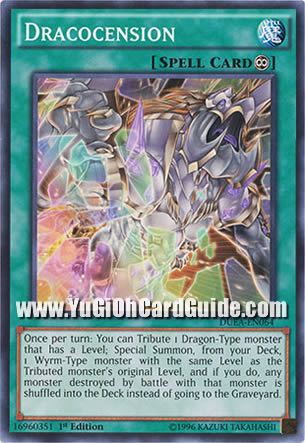 DRACOCENSION
[SPELL CARD]
www.YuGiOhCardGuide.com
DUEA-EN064
Once per turn: You can Tribute 1 Dragon-Type monster
that has a Level; Special Summon, from your Deck,
1 Wyrm-Type monster with the same Level as the
Tributed monster's original Level, and if you do, any
monster destroyed by battle with that monster is
shuffled into the Deck instead of going to the Graveyard.
16960351 1st Edition ©1996 KAZUKI TAKAHASHI